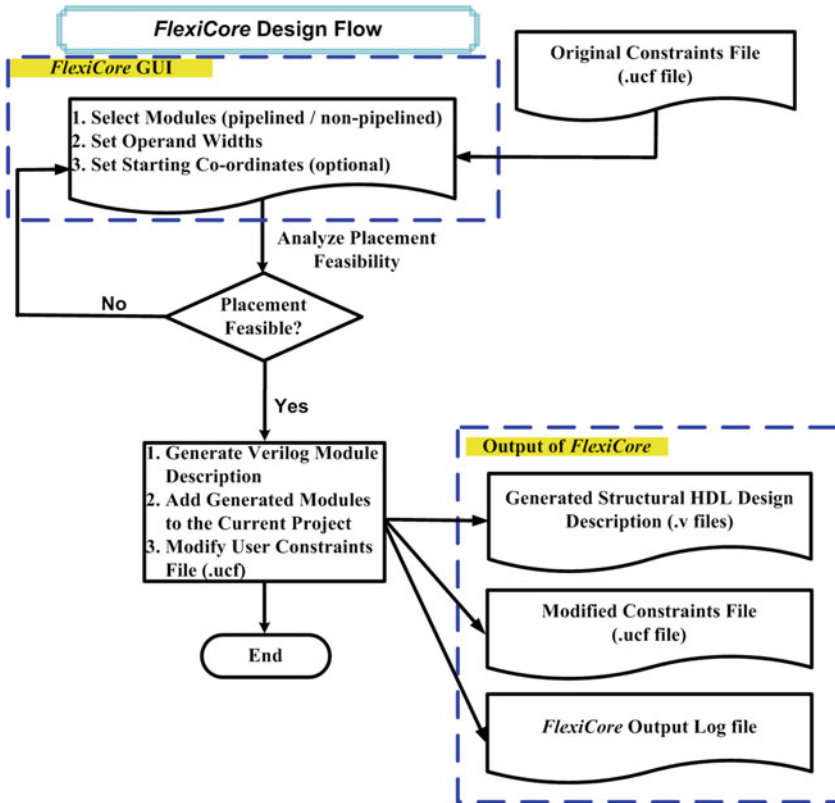 FlexiCore Design Flow
FlexiCore GUI
Original Constraints File
(.ucf file)
1. Select Modules (pipelined / non-pipelined)
2. Set Operand Widths
3. Set Starting Co-ordinates (optional)
Analyze Placement
Feasibility
No
Placement
Feasible?
Yes
1. Generate Verilog Module
Description
2. Add Generated Modules
to the Current Project
3. Modify User Constraints
File (.ucf)
End
Output of FlexiCore
Generated Structural HDL Design
Description (.v files)
Modified Constraints File
(.ucf file)
FlexiCore Output Log file